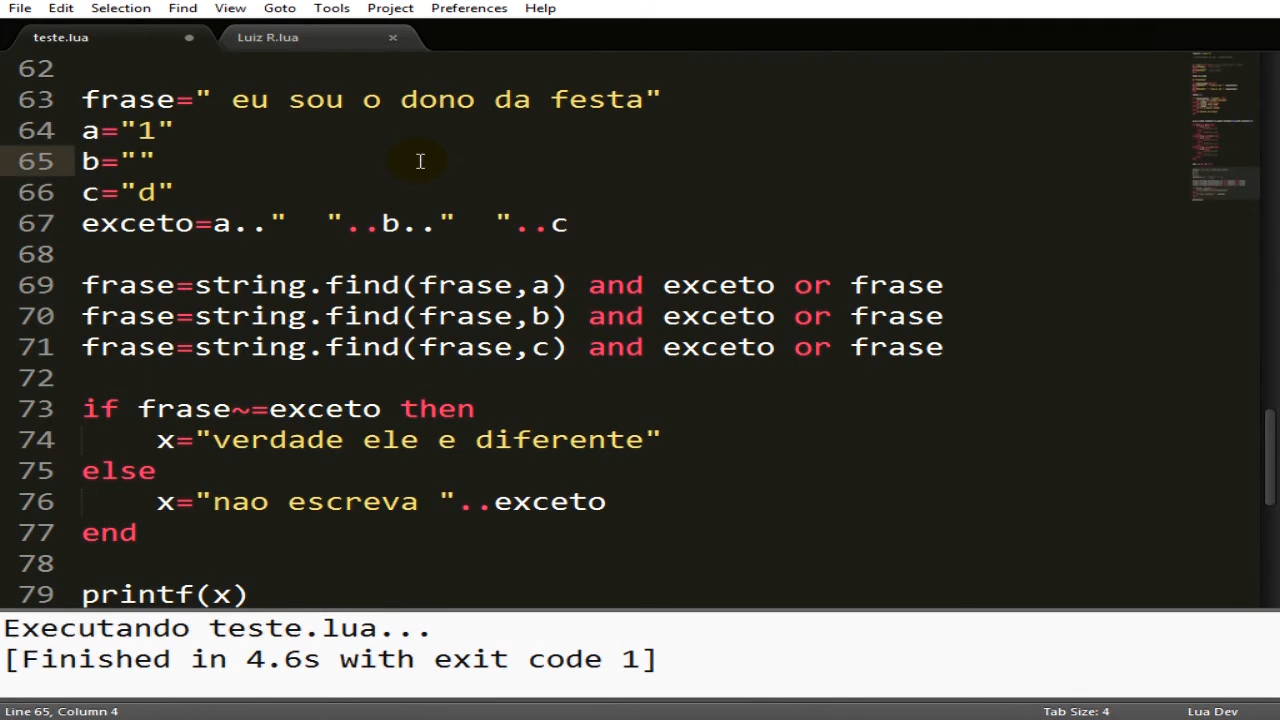 File Edit Selection Find View Goto Tools Project Preferences Help
teste.lua Luiz R.lua ×
62
63 frase=" eu sou o dono da festa"
64 a="1"
65 b=""
66 c="d"
67 exceto=a.."  "..b.."  "..c
68
69 frase=string.find(frase,a) and exceto or frase
70 frase=string.find(frase,b) and exceto or frase
71 frase=string.find(frase,c) and exceto or frase
72
73 if frase~=exceto then
74     x="verdade ele e diferente"
75 else
76     x="nao escreva "..exceto
77 end
78
79 printf(x)
Executando teste.lua...
[Finished in 4.6s with exit code 1]
Line 65, Column 4 Tab Size: 4 Lua Dev